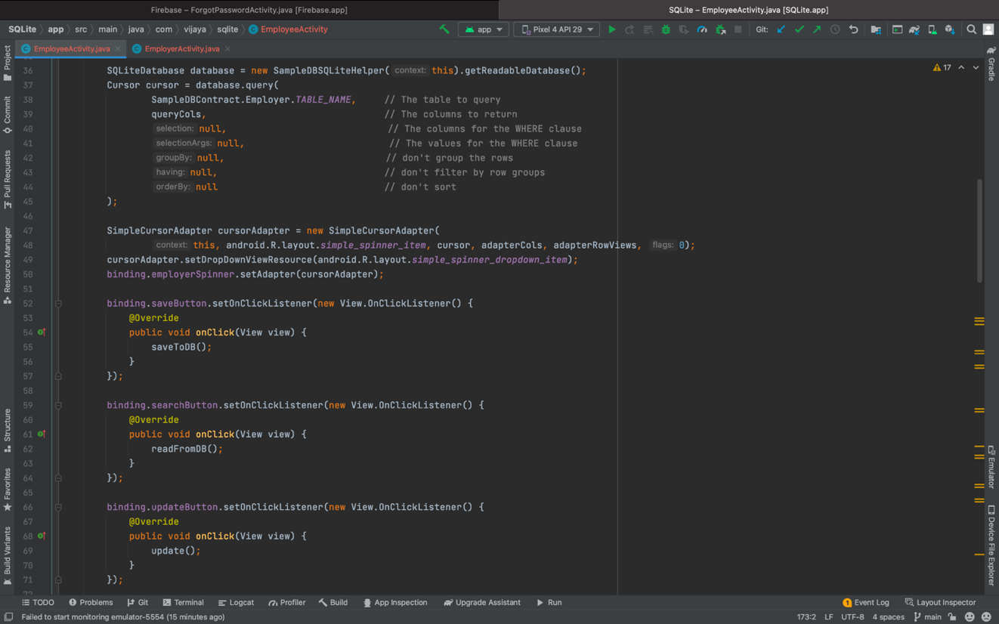 Firebase – ForgotPasswordActivity.java [Firebase.app]
SQLite – EmployeeActivity.java [SQLite.app]
SQLite app src main java com vijaya sqlite EmployeeActivity
app
Pixel 4 API 29
Git:
EmployeeActivity.java
EmployerActivity.java
17
Project
Commit
Pull Requests
Resource Manager
Structure
Favorites
Build Variants
36 SQLiteDatabase database = new SampleDBSQLiteHelper( context: this).getReadableDatabase();
37 Cursor cursor = database.query(
38 SampleDBContract.Employer.TABLE_NAME, // The table to query
39 queryCols, // The columns to return
40 selection: null, // The columns for the WHERE clause
41 selectionArgs: null, // The values for the WHERE clause
42 groupBy: null, // don't group the rows
43 having: null, // don't filter by row groups
44 orderBy: null // don't sort
45 );
46
47 SimpleCursorAdapter cursorAdapter = new SimpleCursorAdapter(
48 context: this, android.R.layout.simple_spinner_item, cursor, adapterCols, adapterRowViews, flags: 0);
49 cursorAdapter.setDropDownViewResource(android.R.layout.simple_spinner_dropdown_item);
50 binding.employerSpinner.setAdapter(cursorAdapter);
51
52 binding.saveButton.setOnClickListener(new View.OnClickListener() {
53 @Override
54 public void onClick(View view) {
55 saveToDB();
56 }
57 });
58
59 binding.searchButton.setOnClickListener(new View.OnClickListener() {
60 @Override
61 public void onClick(View view) {
62 readFromDB();
63 }
64 });
65
66 binding.updateButton.setOnClickListener(new View.OnClickListener() {
67 @Override
68 public void onClick(View view) {
69 update();
70 }
71 });
Gradle
Emulator
Device File Explorer
TODO Problems Git Terminal Logcat Profiler Build App Inspection Upgrade Assistant Run
1 Event Log Layout Inspector
Failed to start monitoring emulator-5554 (15 minutes ago)
173:2 LF UTF-8 4 spaces main